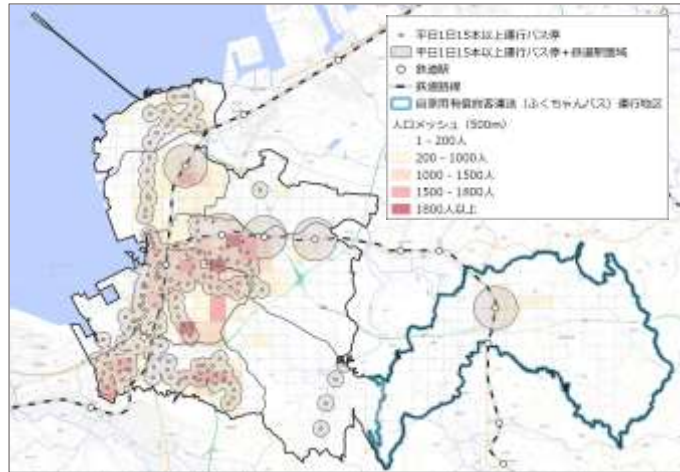 平日1日15本以上運行バス停
平日1日15本以上運行バス停+鉄道駅圏域
鉄道駅
鉄道路線
自家用有償旅客運送(ふくちゃんバス)運行地区
人口メッシュ(500m)
1 - 200人
200 - 1000人
1000 - 1500人
1500 - 1800人
1800人以上